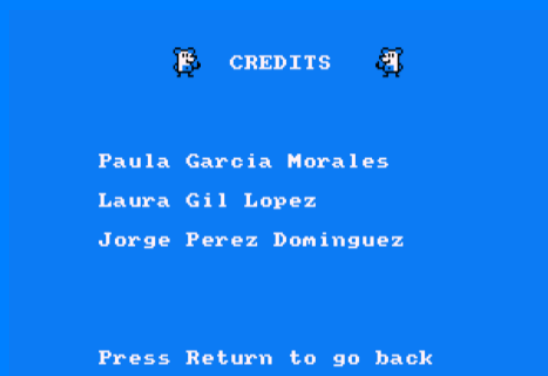 CREDITS
Paula Garcia Morales
Laura Gil Lopez
Jorge Perez Dominguez
Press Return to go back